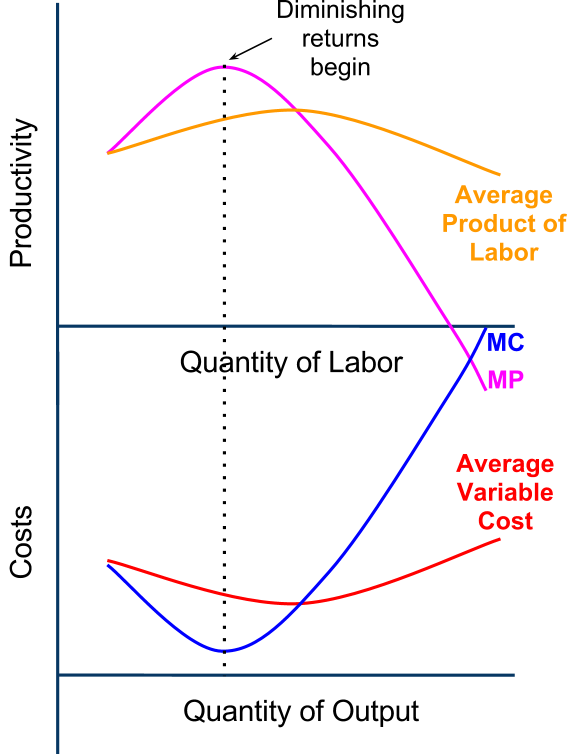 Diminishing
returns
begin
Productivity
Average
Product of
Labor
MC
Quantity of Labor
MP
Average
Variable
Cost
Costs
Quantity of Output